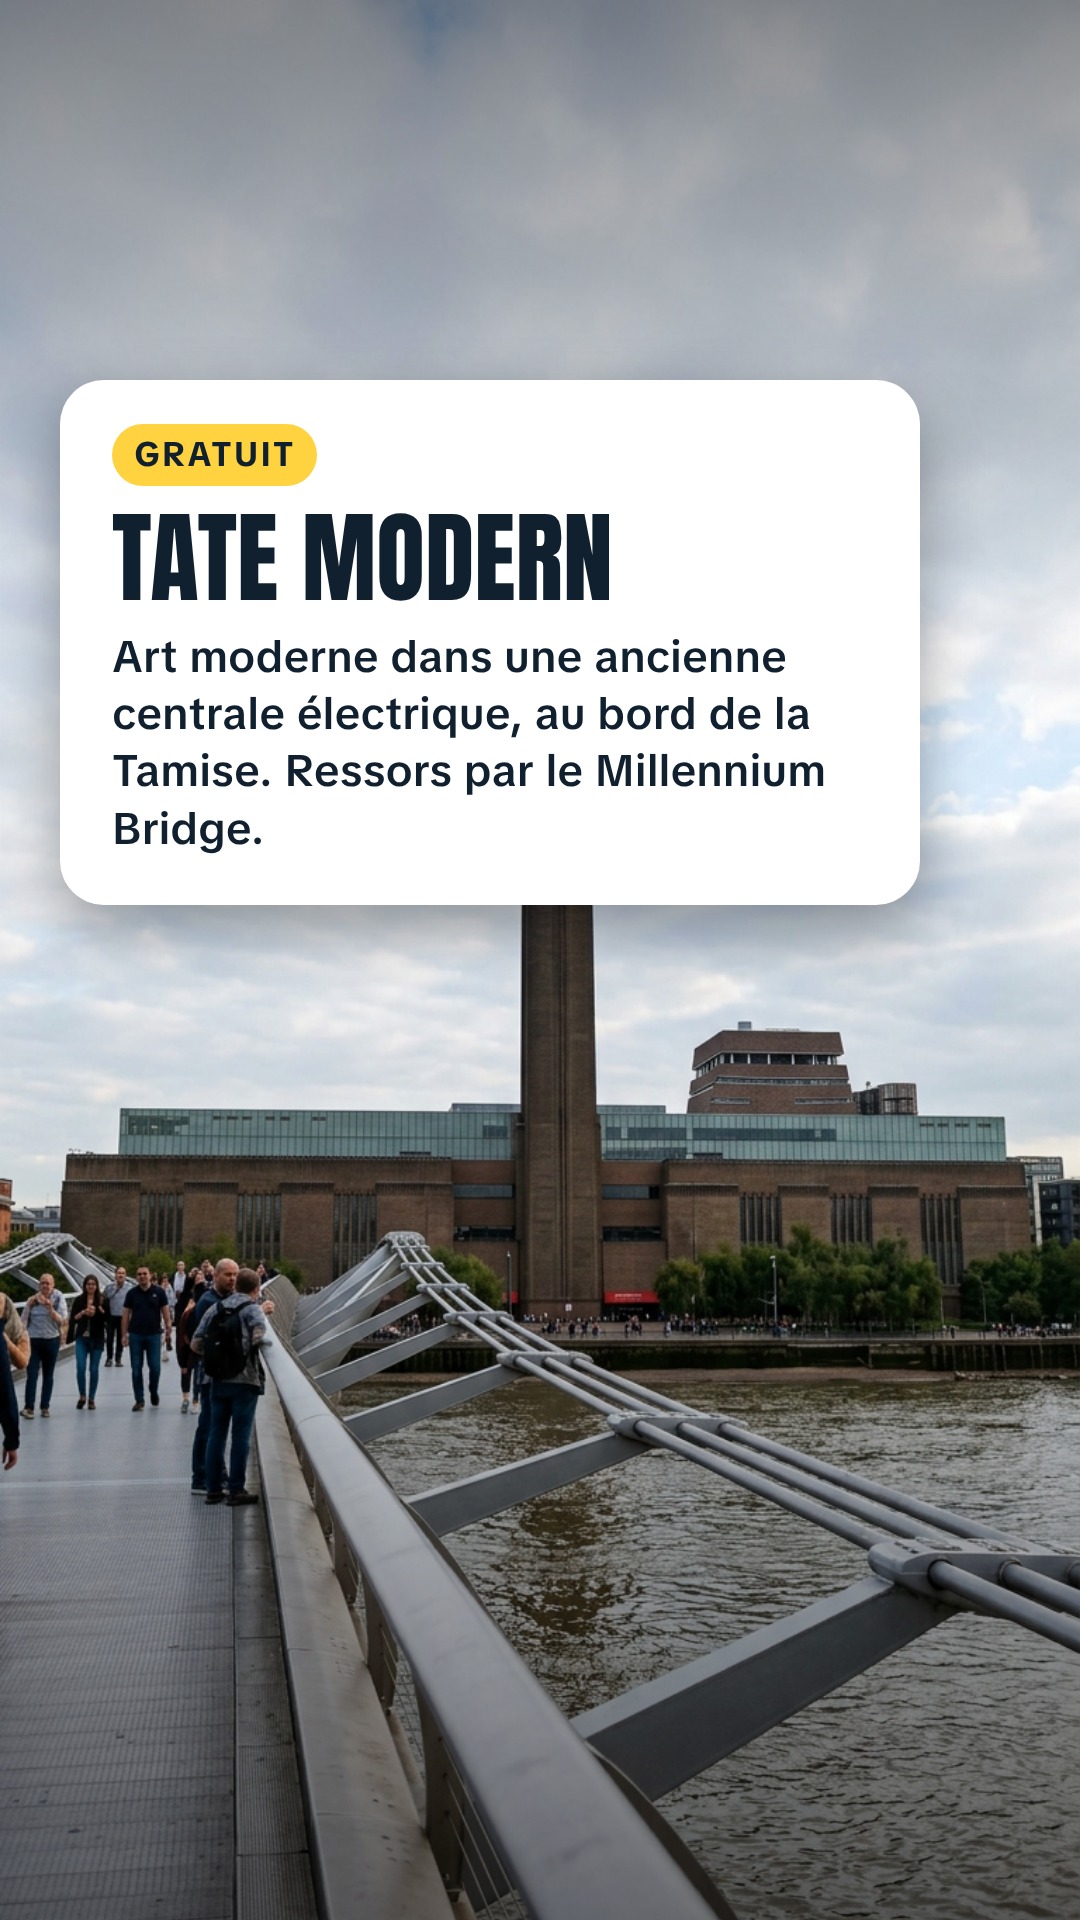 GRATUIT
TATE MODERN
Art moderne dans une ancienne
centrale électrique, au bord de la
Tamise. Ressors par le Millennium
Bridge.